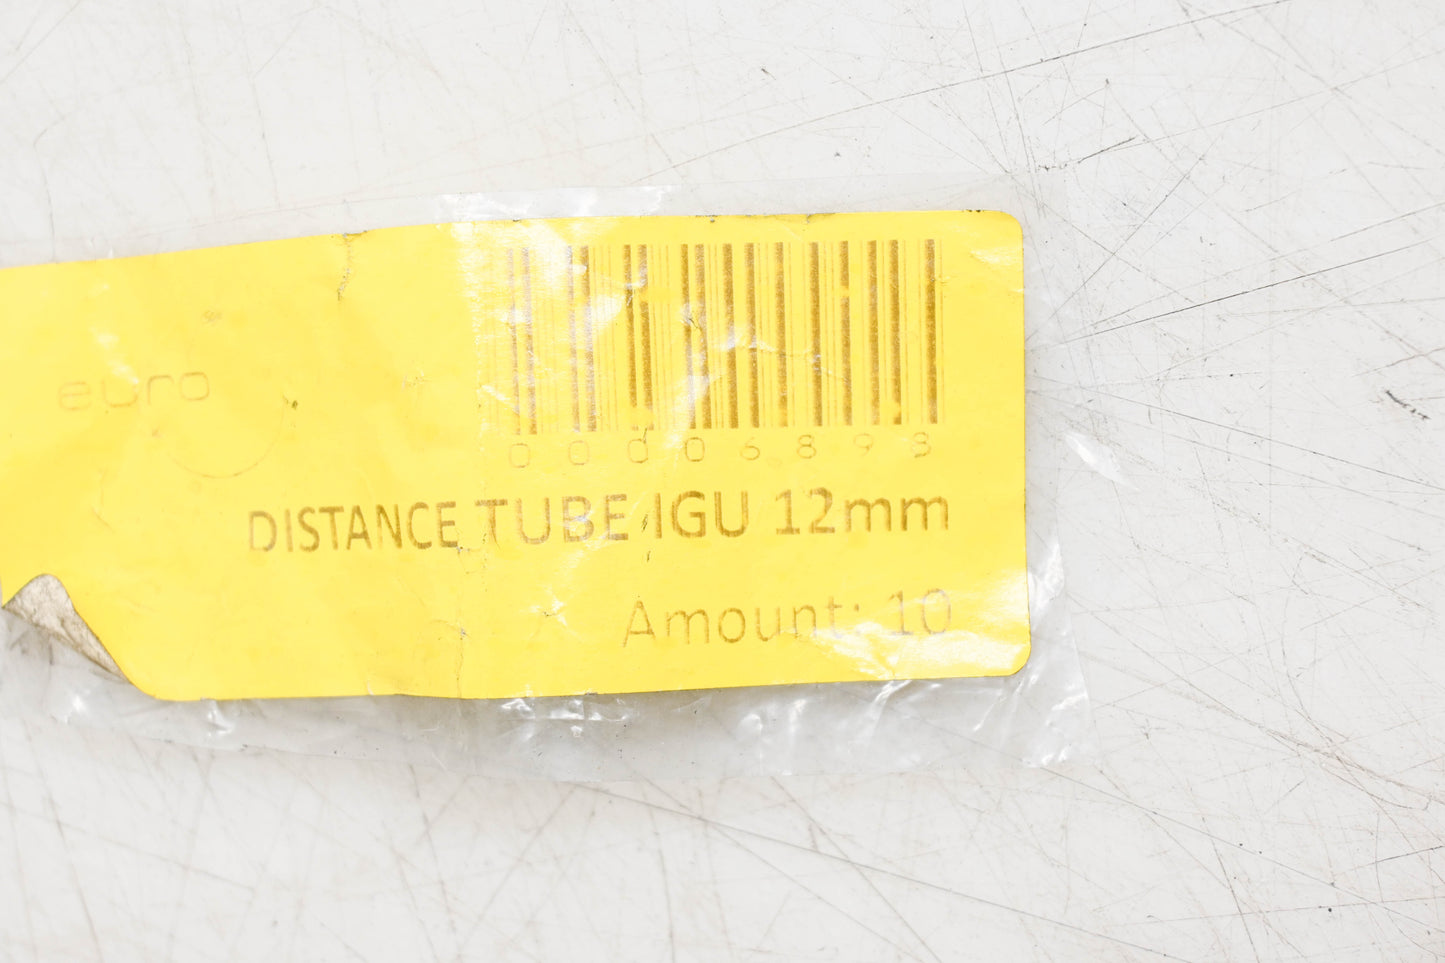 euro
00006898
DISTANCE TUBE IGU 12mm
Amount: 10